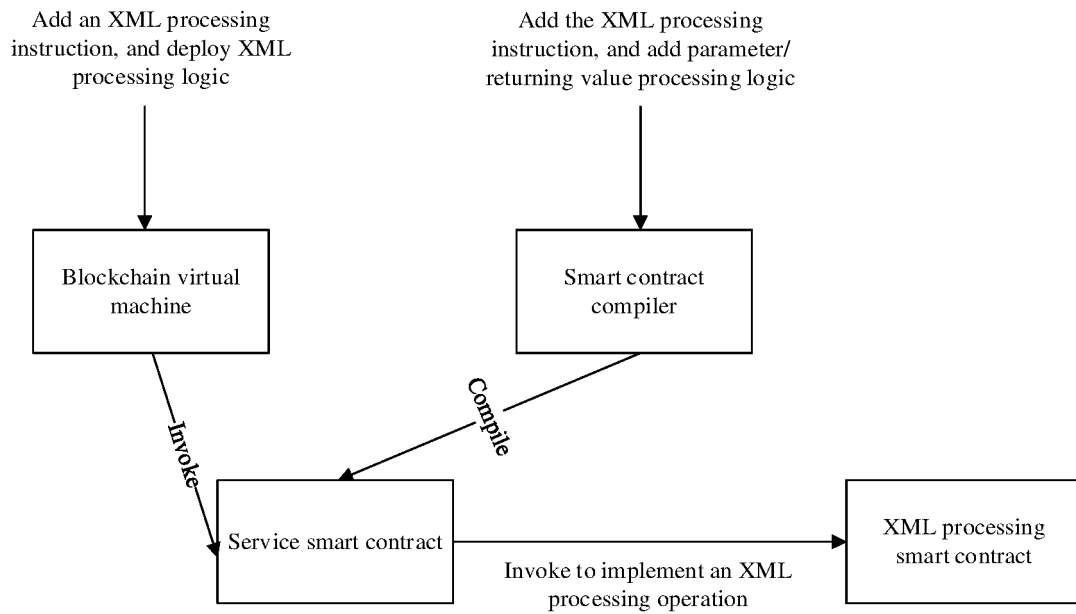 Add an XML processing
instruction, and deploy XML
processing logic
Add the XML processing
instruction, and add parameter/
returning value processing logic
Blockchain virtual
machine
Smart contract
compiler
Invoke
Compile
Service smart contract
XML processing
smart contract
Invoke to implement an XML
processing operation